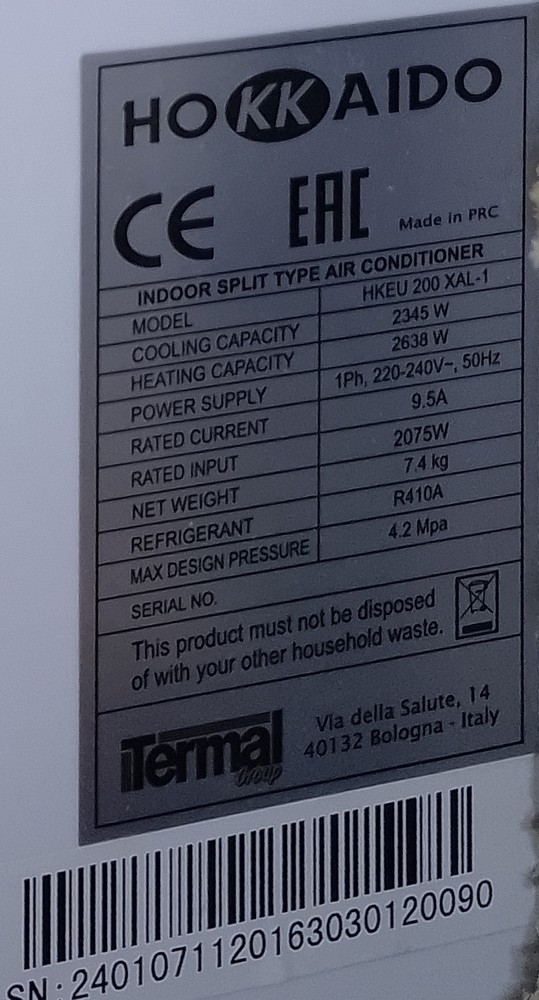 HOKKAIDO
CE EAC Made in PRC
INDOOR SPLIT TYPE AIR CONDITIONER
MODEL HKEU 200 XAL-1
COOLING CAPACITY 2345 W
HEATING CAPACITY 2638 W
POWER SUPPLY 1Ph, 220-240V~, 50Hz
RATED CURRENT 9.5A
RATED INPUT 2075W
NET WEIGHT 7.4 kg
REFRIGERANT R410A
MAX DESIGN PRESSURE 4.2 Mpa
SERIAL NO.
This product must not be disposed
of with your other household waste.
Termal Group
Via della Salute, 14
40132 Bologna - Italy
SN: 2401071120163030120090